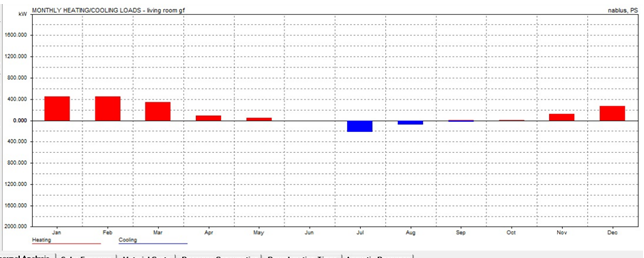 MONTHLY HEATING/COOLING LOADS - living room gf nablus, PS
kW
1600.000
1200.000
800.000
400.000
0.000
400.000
800.000
1200.000
1600.000
2000.000
Jan Feb Mar Apr May Jun Jul Aug Sep Oct Nov Dec
Heating Cooling